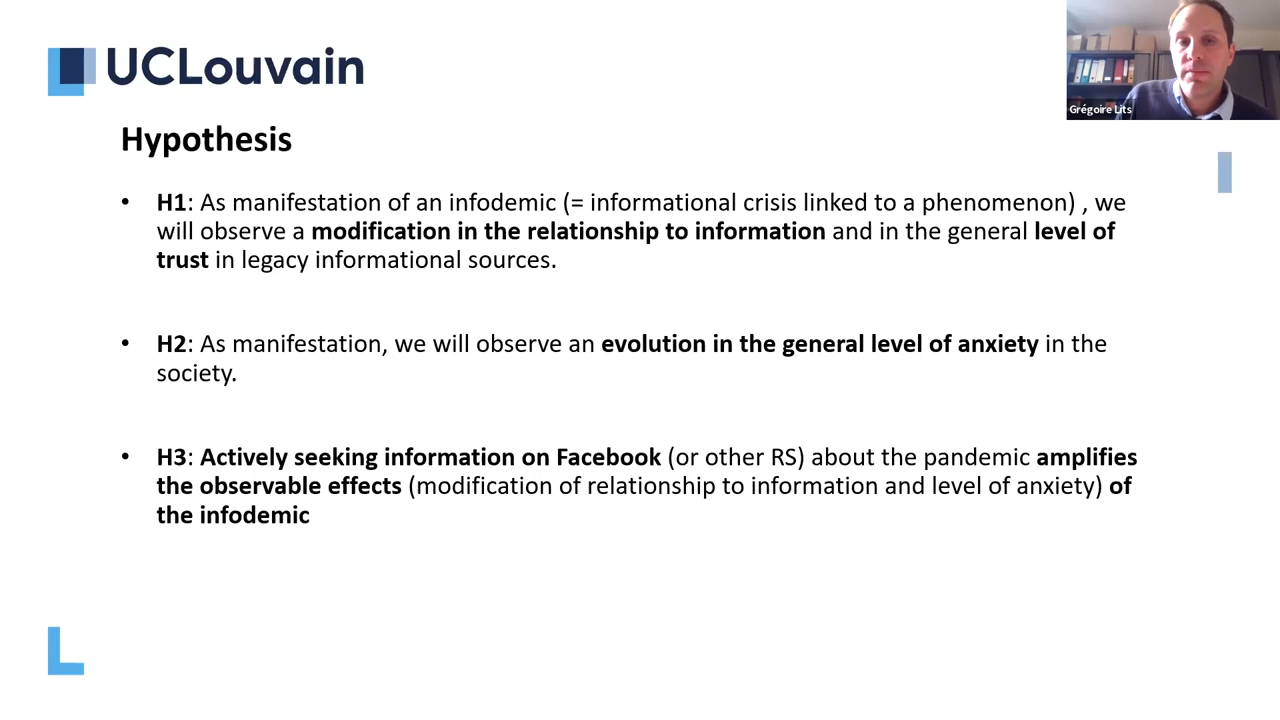 UCLouvain
Grégoire Lits
Hypothesis
• H1: As manifestation of an infodemic (= informational crisis linked to a phenomenon) , we
will observe a modification in the relationship to information and in the general level of
trust in legacy informational sources.
• H2: As manifestation, we will observe an evolution in the general level of anxiety in the
society.
• H3: Actively seeking information on Facebook (or other RS) about the pandemic amplifies
the observable effects (modification of relationship to information and level of anxiety) of
the infodemic